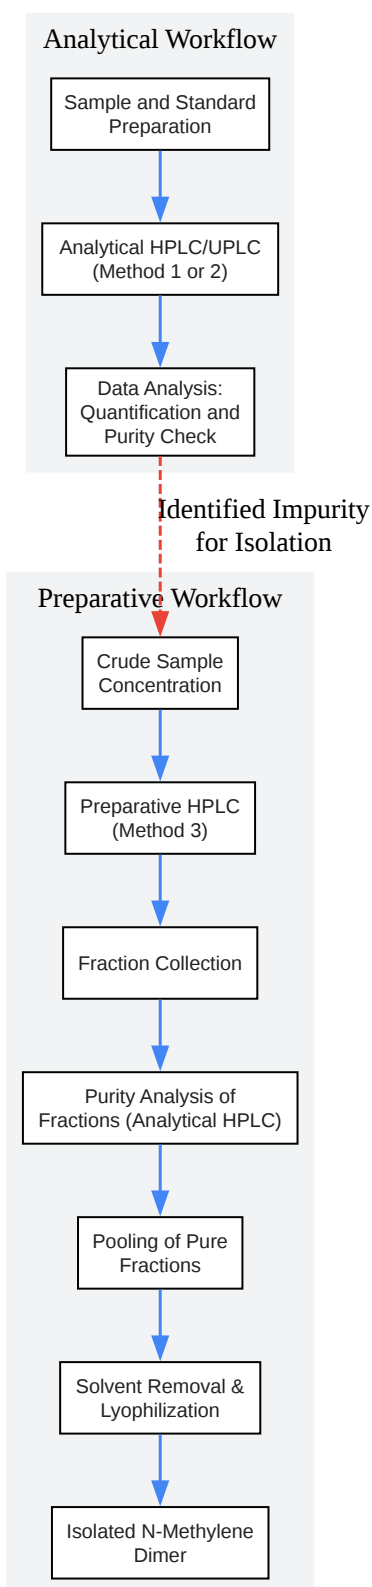 Analytical Workflow
Sample and Standard
Preparation
Analytical HPLC/UPLC
(Method 1 or 2)
Data Analysis:
Quantification and
Purity Check
Identified Impurity
for Isolation
Preparative Workflow
Crude Sample
Concentration
Preparative HPLC
(Method 3)
Fraction Collection
Purity Analysis of
Fractions (Analytical HPLC)
Pooling of Pure
Fractions
Solvent Removal &
Lyophilization
Isolated N-Methylene
Dimer